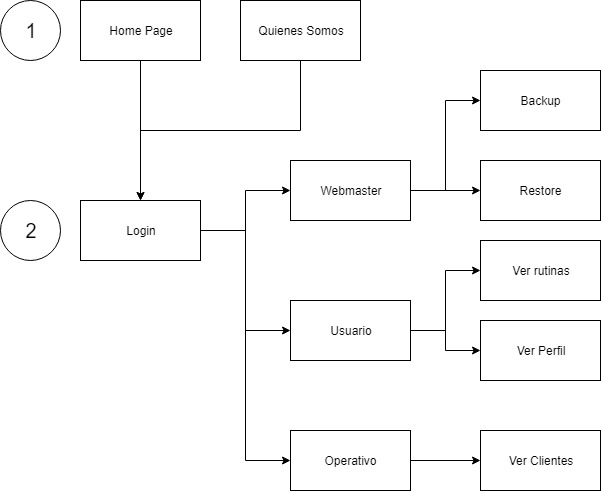 1
Home Page
Quienes Somos
Backup
Webmaster
Restore
2
Login
Ver rutinas
Usuario
Ver Perfil
Operativo
Ver Clientes